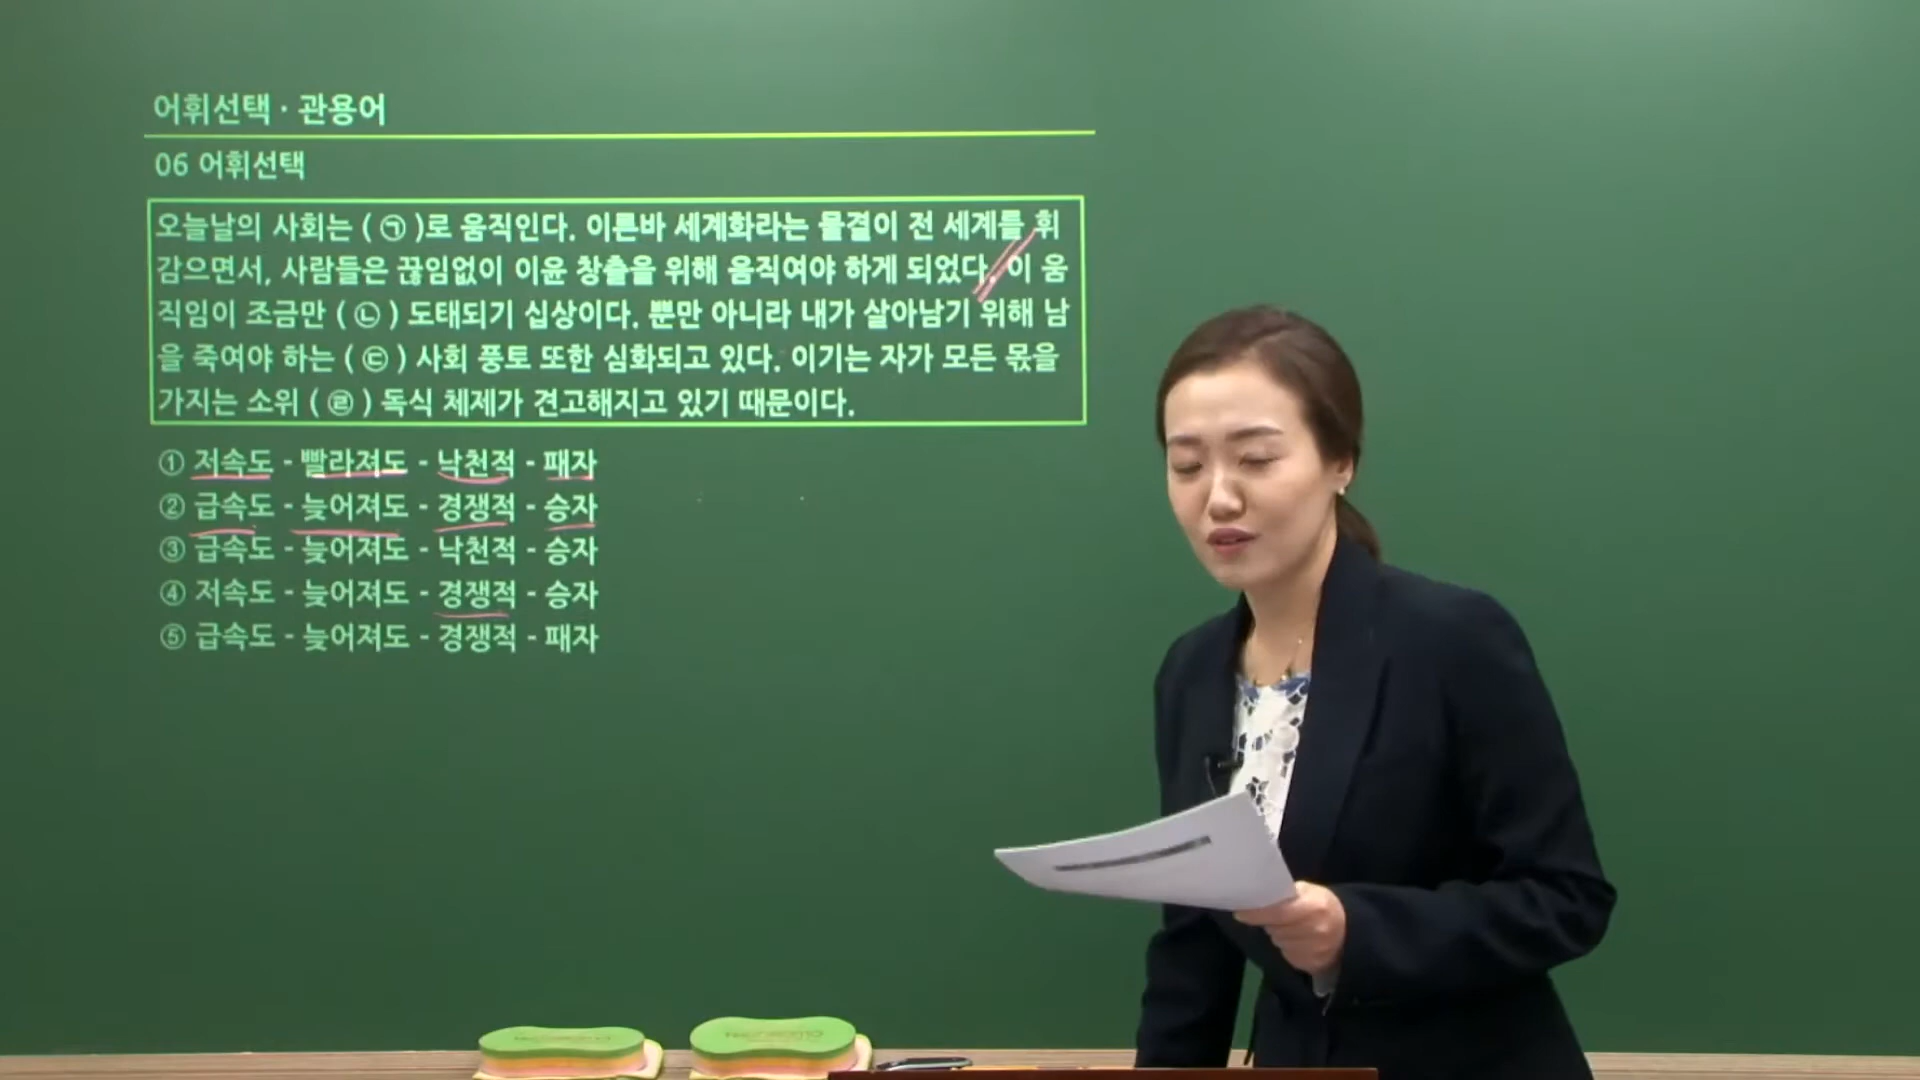 어휘선택 · 관용어
06 어휘선택
오늘날의 사회는 ( ㉠ )로 움직인다. 이른바 세계화라는 물결이 전 세계를 휘
감으면서, 사람들은 끊임없이 이윤 창출을 위해 움직여야 하게 되었다. 이 움
직임이 조금만 ( ㉡ ) 도태되기 십상이다. 뿐만 아니라 내가 살아남기 위해 남
을 죽여야 하는 ( ㉢ ) 사회 풍토 또한 심화되고 있다. 이기는 자가 모든 몫을
가지는 소위 ( ㉣ ) 독식 체제가 견고해지고 있기 때문이다.
① 저속도 - 빨라져도 - 낙천적 - 패자
② 급속도 - 늦어져도 - 경쟁적 - 승자
③ 급속도 - 늦어져도 - 낙천적 - 승자
④ 저속도 - 늦어져도 - 경쟁적 - 승자
⑤ 급속도 - 늦어져도 - 경쟁적 - 패자